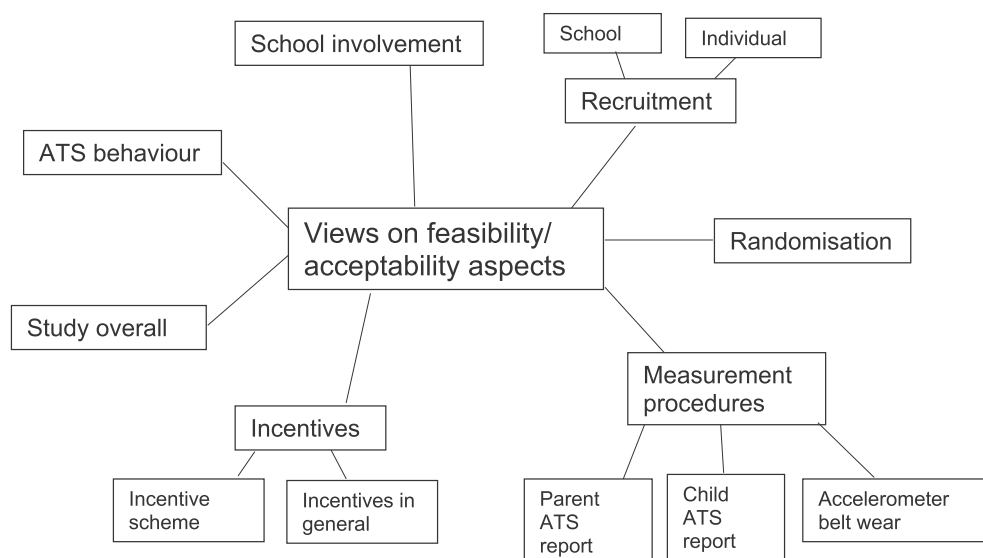 School involvement
School
Individual
Recruitment
ATS behaviour
Views on feasibility/
acceptability aspects
Randomisation
Study overall
Measurement
procedures
Incentives
Incentive
scheme
Incentives in
general
Parent
ATS
report
Child
ATS
report
Accelerometer
belt wear